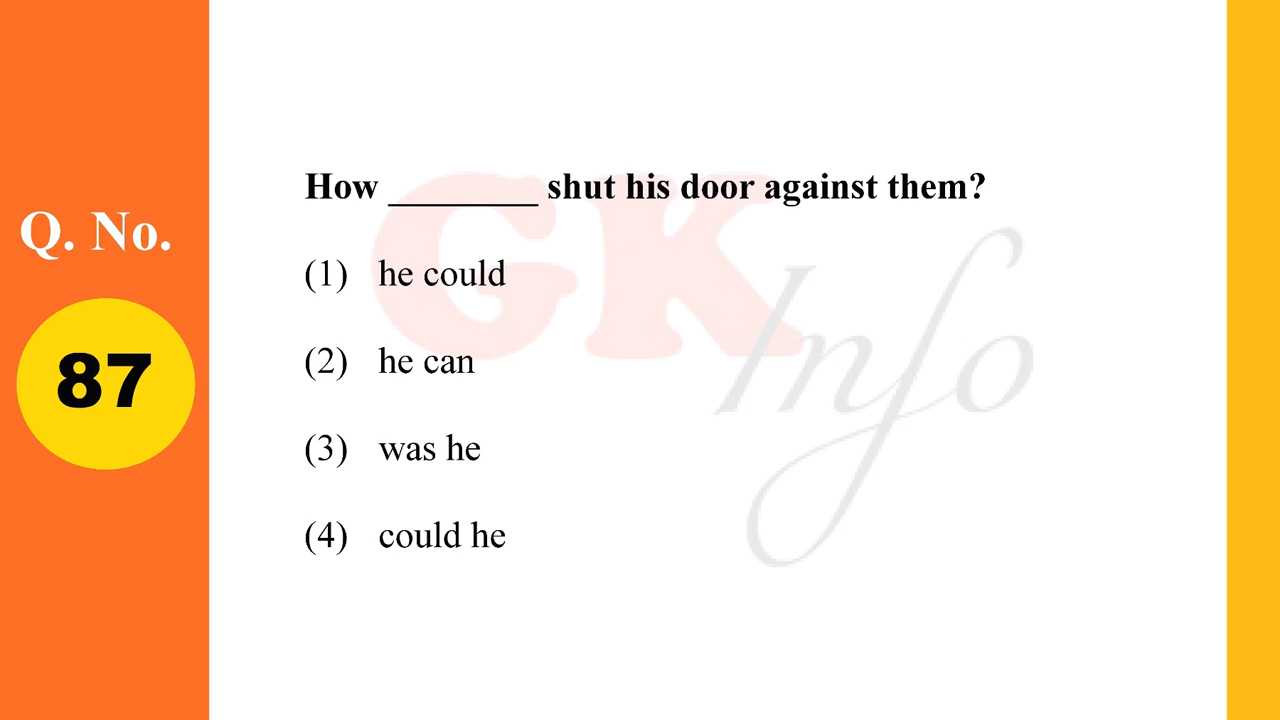 Q. No.
87
How ________ shut his door against them?
(1) he could
(2) he can
(3) was he
(4) could he
GK
Info